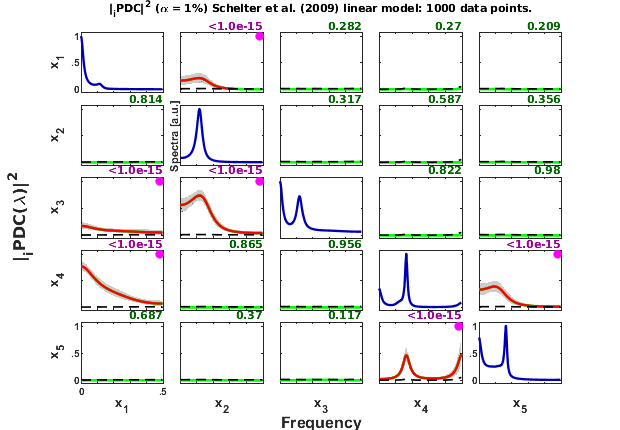 |ᵢPDC|² (α = 1%) Schelter et al. (2009) linear model: 1000 data points.
<1.0e-15 0.282 0.27 0.209
1
x₁ .5
0
0.814 0.317 0.587 0.356
x₂
Spectra [a.u.]
<1.0e-15 <1.0e-15 0.822 0.98
x₃
|ᵢPDC(λ)|²
<1.0e-15 0.865 0.956 <1.0e-15
x₄
0.687 0.37 0.117 <1.0e-15
1
x₅ .5
0
0 .5
x₁ x₂ x₃ x₄ x₅
Frequency